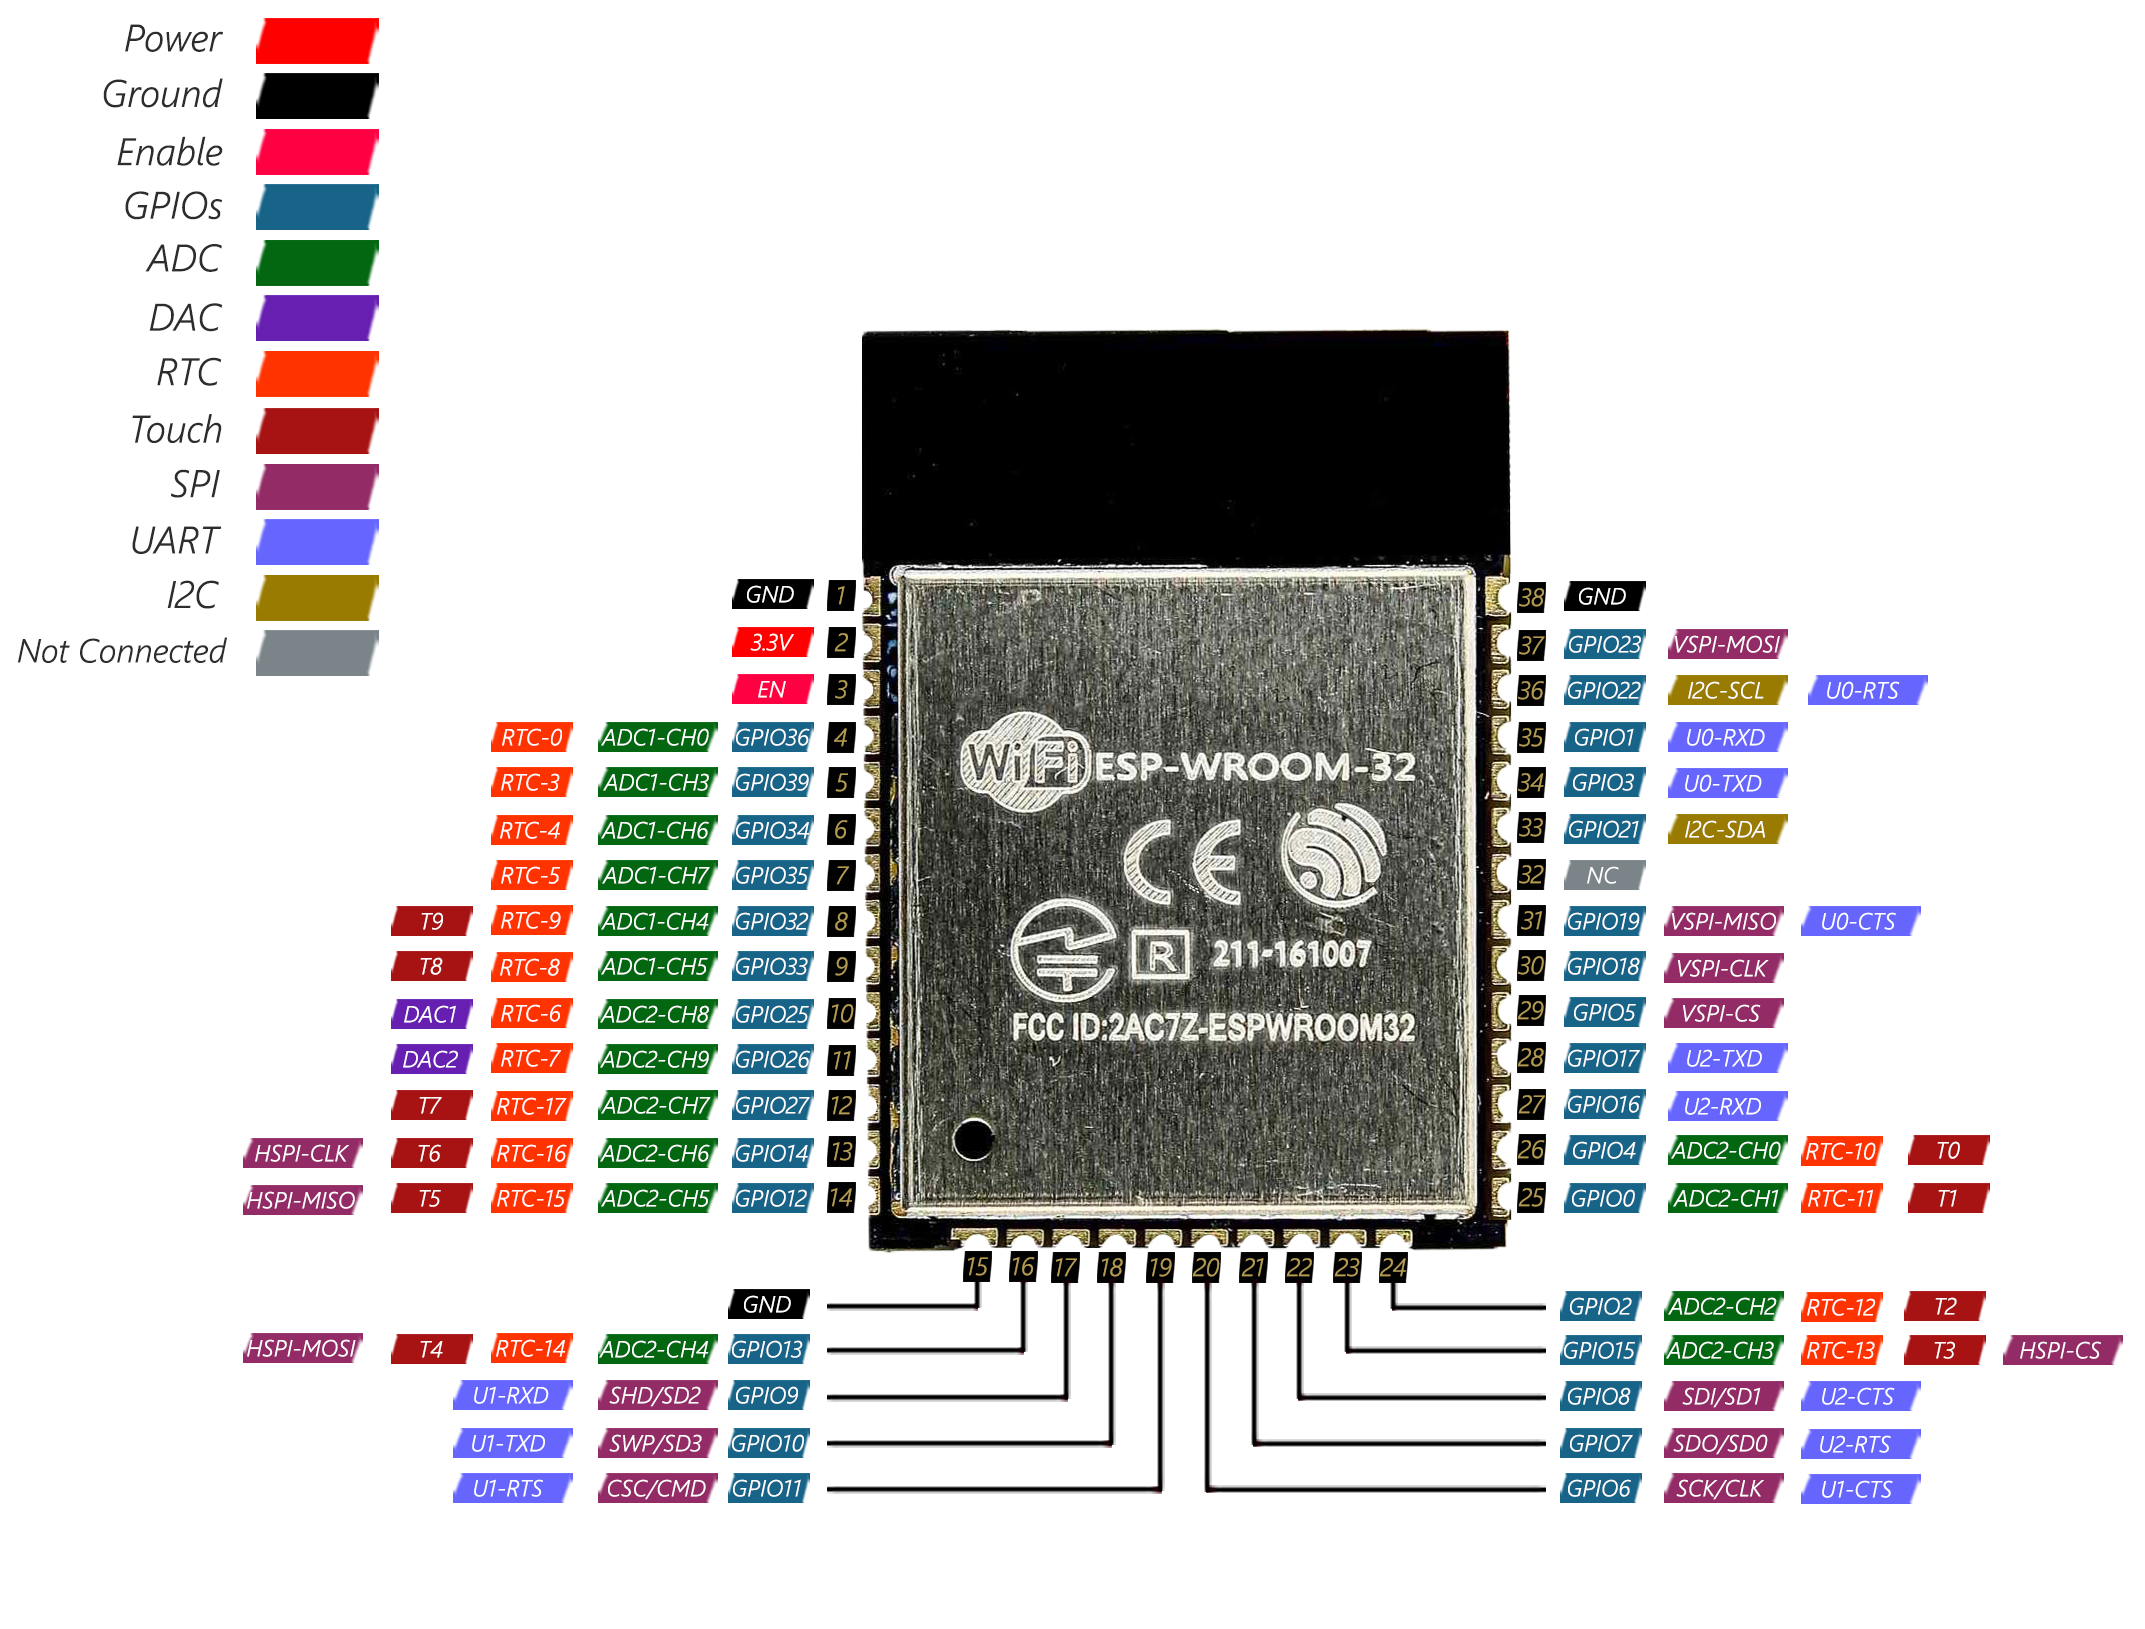 Power
Ground
Enable
GPIOs
ADC
DAC
RTC
Touch
SPI
UART
I2C
Not Connected
GND 1
3.3V 2
EN 3
RTC-0 ADC1-CH0 GPIO36 4
RTC-3 ADC1-CH3 GPIO39 5
RTC-4 ADC1-CH6 GPIO34 6
RTC-5 ADC1-CH7 GPIO35 7
T9 RTC-9 ADC1-CH4 GPIO32 8
T8 RTC-8 ADC1-CH5 GPIO33 9
DAC1 RTC-6 ADC2-CH8 GPIO25 10
DAC2 RTC-7 ADC2-CH9 GPIO26 11
T7 RTC-17 ADC2-CH7 GPIO27 12
HSPI-CLK T6 RTC-16 ADC2-CH6 GPIO14 13
HSPI-MISO T5 RTC-15 ADC2-CH5 GPIO12 14
WiFi ESP-WROOM-32
CE
R 211-161007
FCC ID:2AC7Z-ESPWROOM32
38 GND
37 GPIO23 VSPI-MOSI
36 GPIO22 I2C-SCL U0-RTS
35 GPIO1 U0-RXD
34 GPIO3 U0-TXD
33 GPIO21 I2C-SDA
32 NC
31 GPIO19 VSPI-MISO U0-CTS
30 GPIO18 VSPI-CLK
29 GPIO5 VSPI-CS
28 GPIO17 U2-TXD
27 GPIO16 U2-RXD
26 GPIO4 ADC2-CH0 RTC-10 T0
25 GPIO0 ADC2-CH1 RTC-11 T1
15 16 17 18 19 20 21 22 23 24
GND
HSPI-MOSI T4 RTC-14 ADC2-CH4 GPIO13
U1-RXD SHD/SD2 GPIO9
U1-TXD SWP/SD3 GPIO10
U1-RTS CSC/CMD GPIO11
GPIO2 ADC2-CH2 RTC-12 T2
GPIO15 ADC2-CH3 RTC-13 T3 HSPI-CS
GPIO8 SDI/SD1 U2-CTS
GPIO7 SDO/SD0 U2-RTS
GPIO6 SCK/CLK U1-CTS